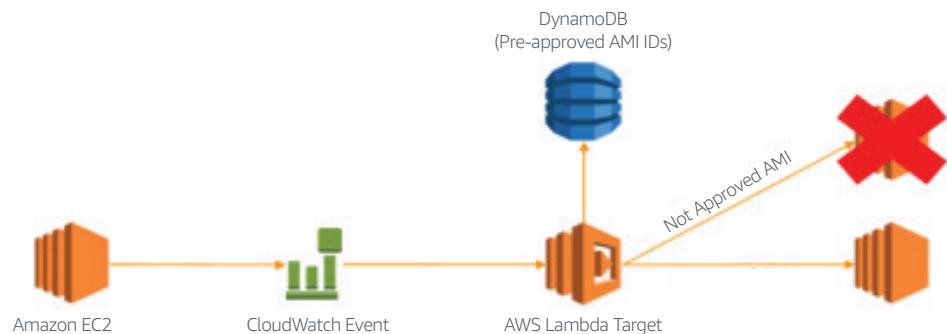 DynamoDB
(Pre-approved AMI IDs)
Not Approved AMI
Amazon EC2
CloudWatch Event
AWS Lambda Target